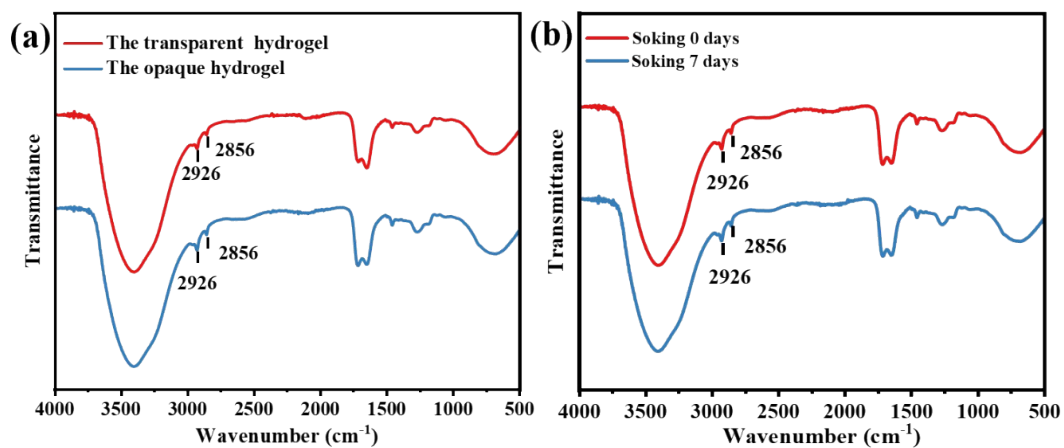 (a)
The transparent hydrogel
The opaque hydrogel
Transmittance
2926
2856
2926
2856
4000 3500 3000 2500 2000 1500 1000 500
Wavenumber (cm⁻¹)
(b)
Soking 0 days
Soking 7 days
Transmittance
2926
2856
2926
2856
4000 3500 3000 2500 2000 1500 1000 500
Wavenumber (cm⁻¹)